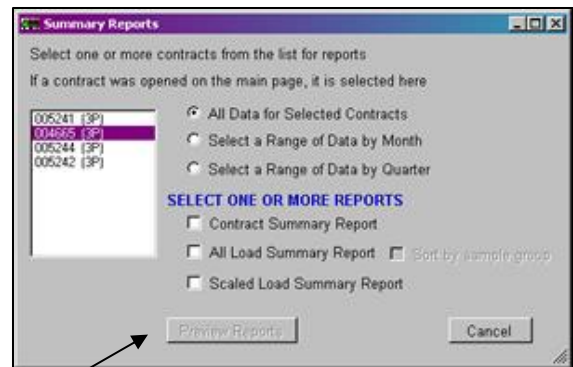 Summary Reports
Select one or more contracts from the list for reports
If a contract was opened on the main page, it is selected here
005241 (3P)
004665 (3P)
005244 (3P)
005242 (3P)
All Data for Selected Contracts
Select a Range of Data by Month
Select a Range of Data by Quarter
SELECT ONE OR MORE REPORTS
Contract Summary Report
All Load Summary Report Sort by sample group
Scaled Load Summary Report
Preview Reports Cancel